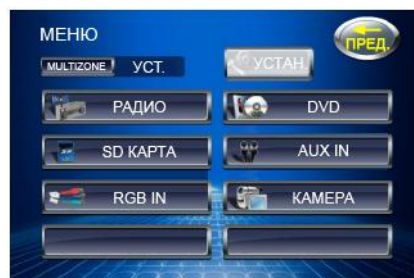 МЕНЮ
ПРЕД.
MULTIZONE УСТ.
УСТАН.
РАДИО
DVD
SD КАРТА
AUX IN
RGB IN
КАМЕРА